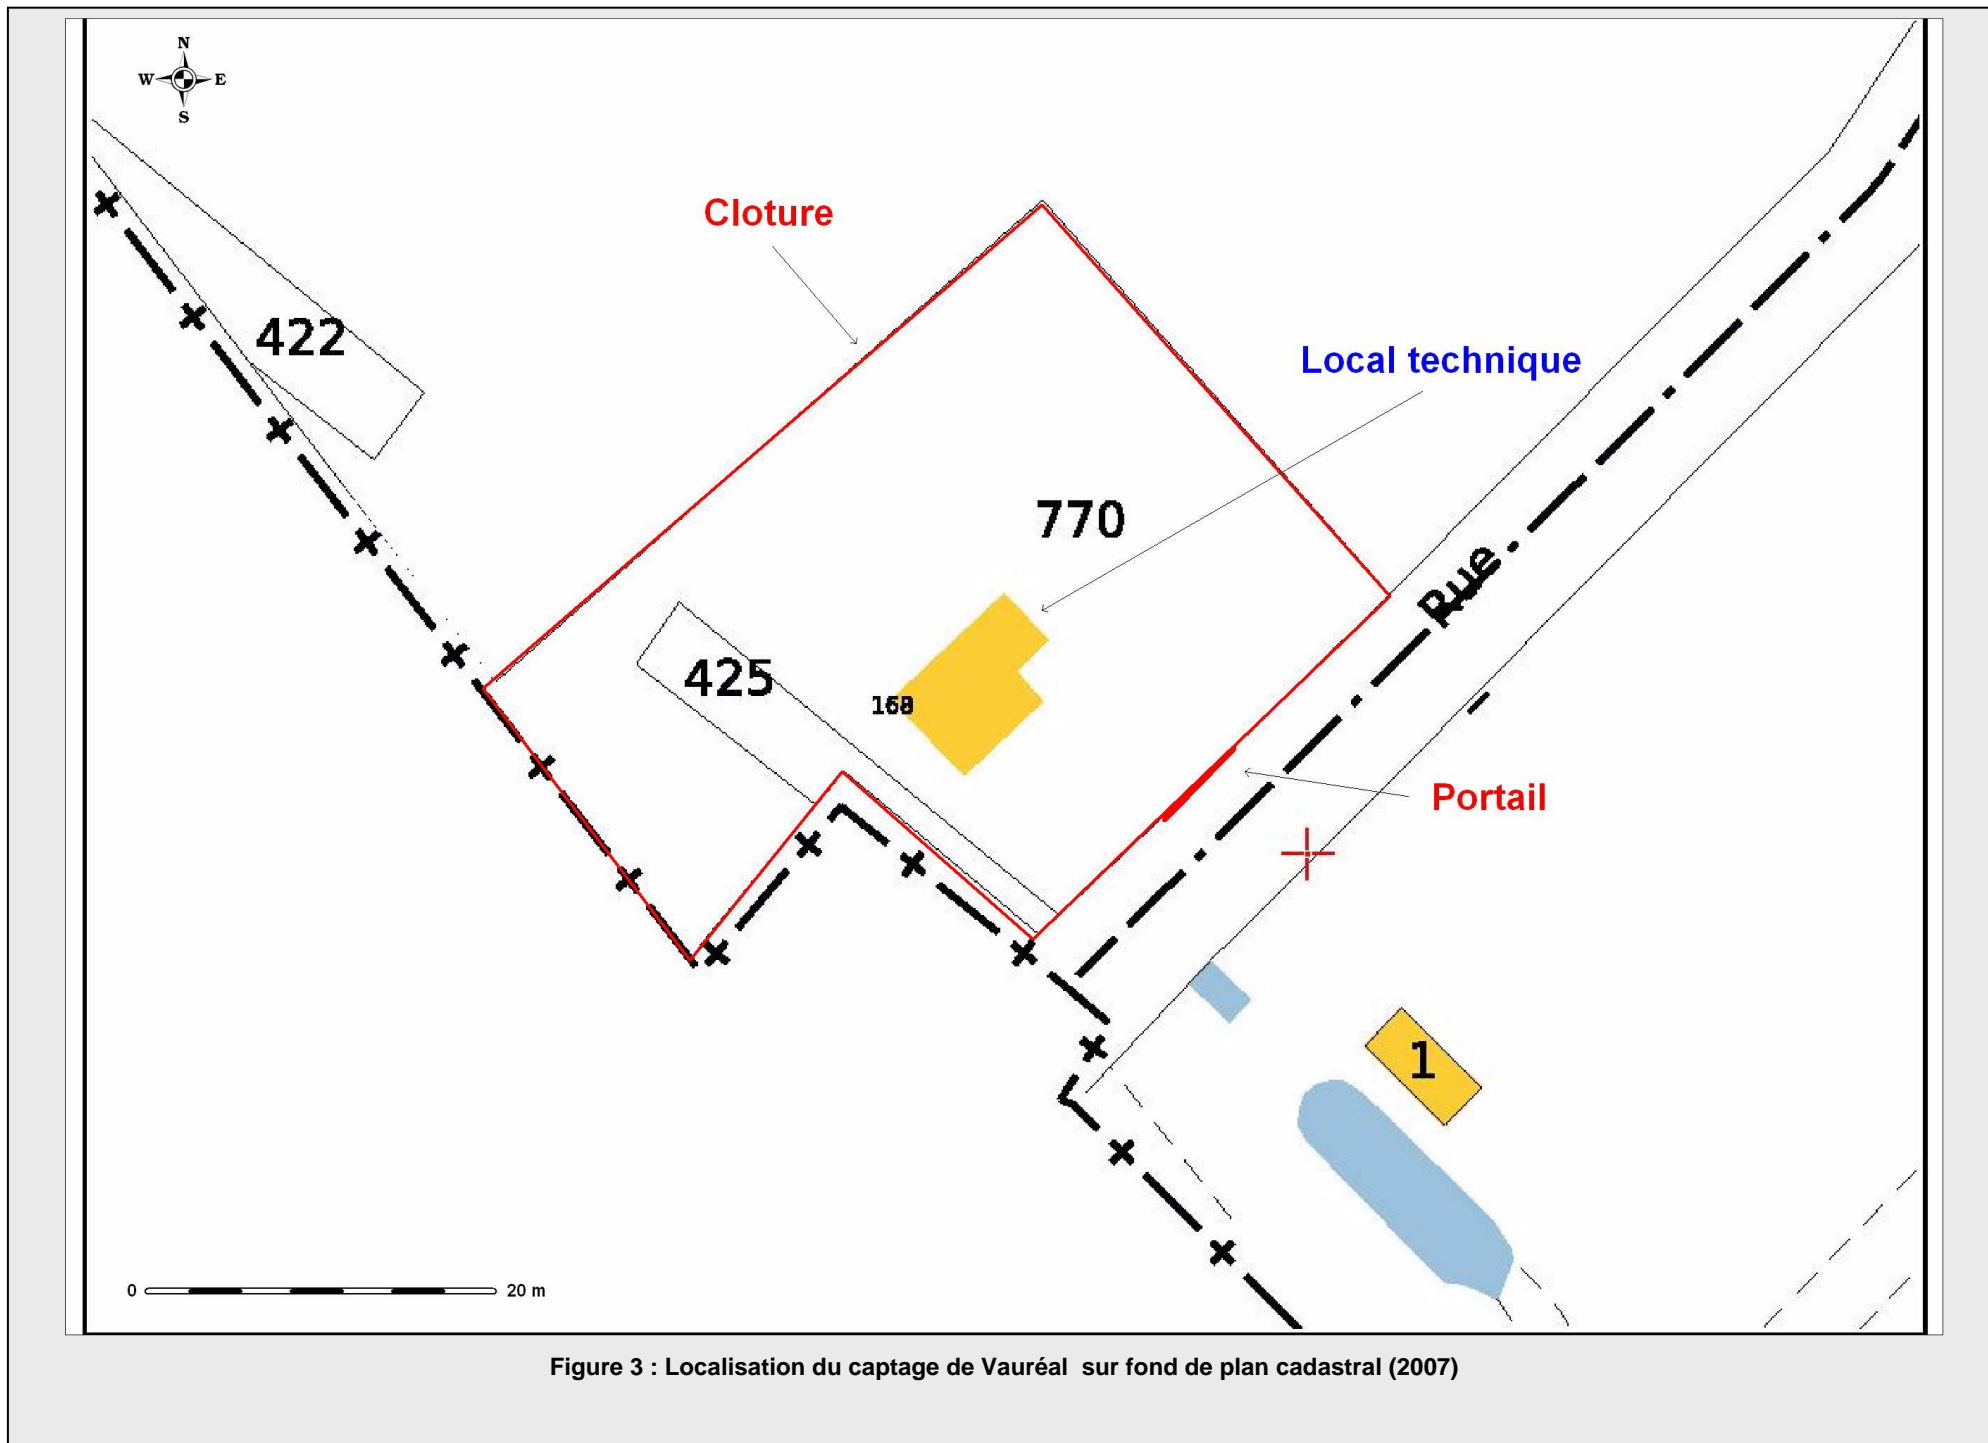 N
W E
S
Cloture
422
Local technique
770
Rue
425
Portail
1
0 20 m
Figure 3 : Localisation du captage de Vauréal sur fond de plan cadastral (2007)